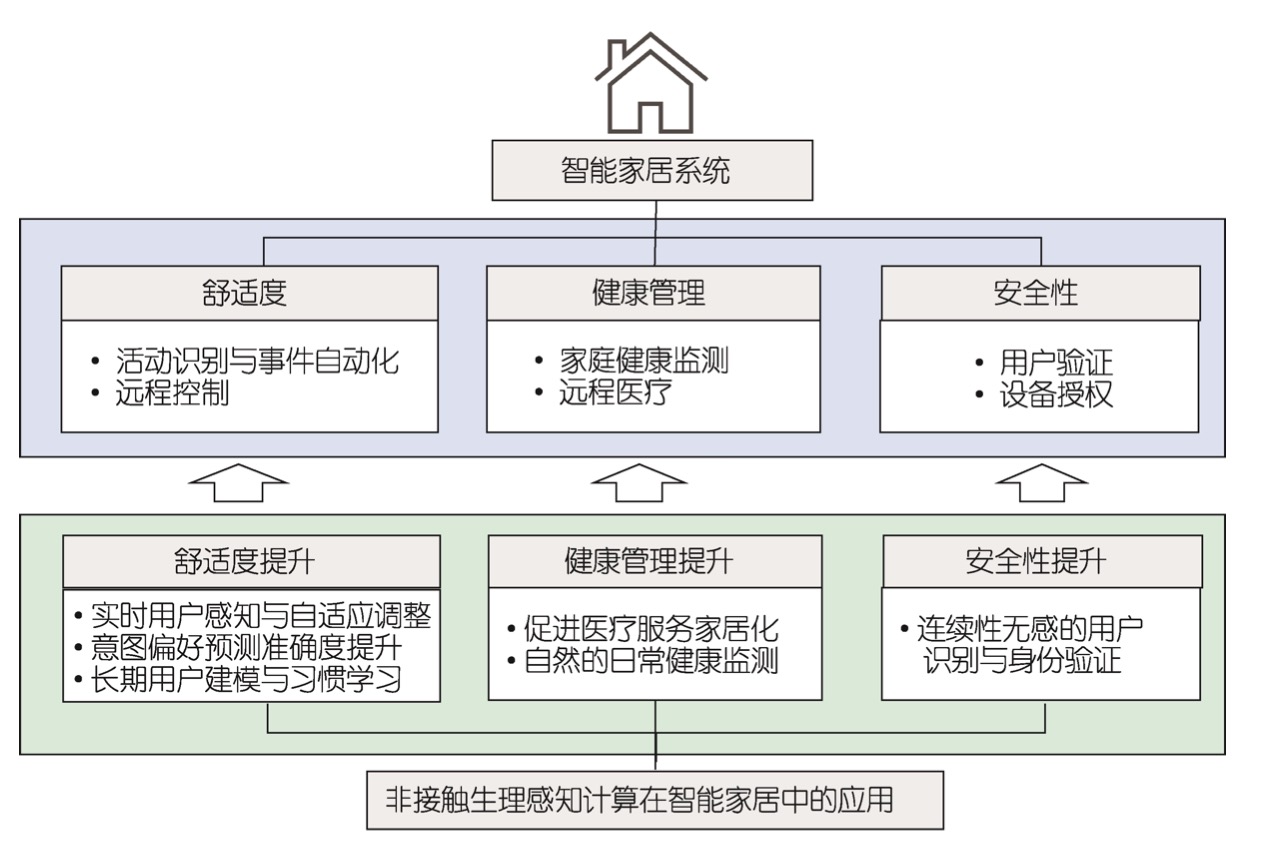 智能家居系统
舒适度
• 活动识别与事件自动化
• 远程控制
健康管理
• 家庭健康监测
• 远程医疗
安全性
• 用户验证
• 设备授权
舒适度提升
• 实时用户感知与自适应调整
• 意图偏好预测准确度提升
• 长期用户建模与习惯学习
健康管理提升
• 促进医疗服务家居化
• 自然的日常健康监测
安全性提升
• 连续性无感的用户
识别与身份验证
非接触生理感知计算在智能家居中的应用